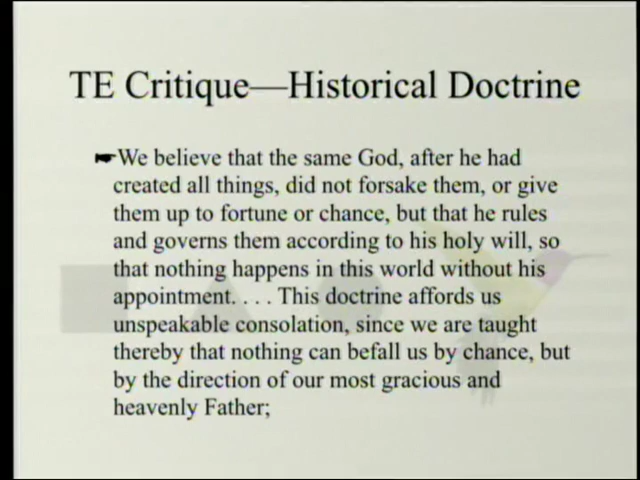 TE Critique—Historical Doctrine
☛We believe that the same God, after he had
created all things, did not forsake them, or give
them up to fortune or chance, but that he rules
and governs them according to his holy will, so
that nothing happens in this world without his
appointment. . . . This doctrine affords us
unspeakable consolation, since we are taught
thereby that nothing can befall us by chance, but
by the direction of our most gracious and
heavenly Father;